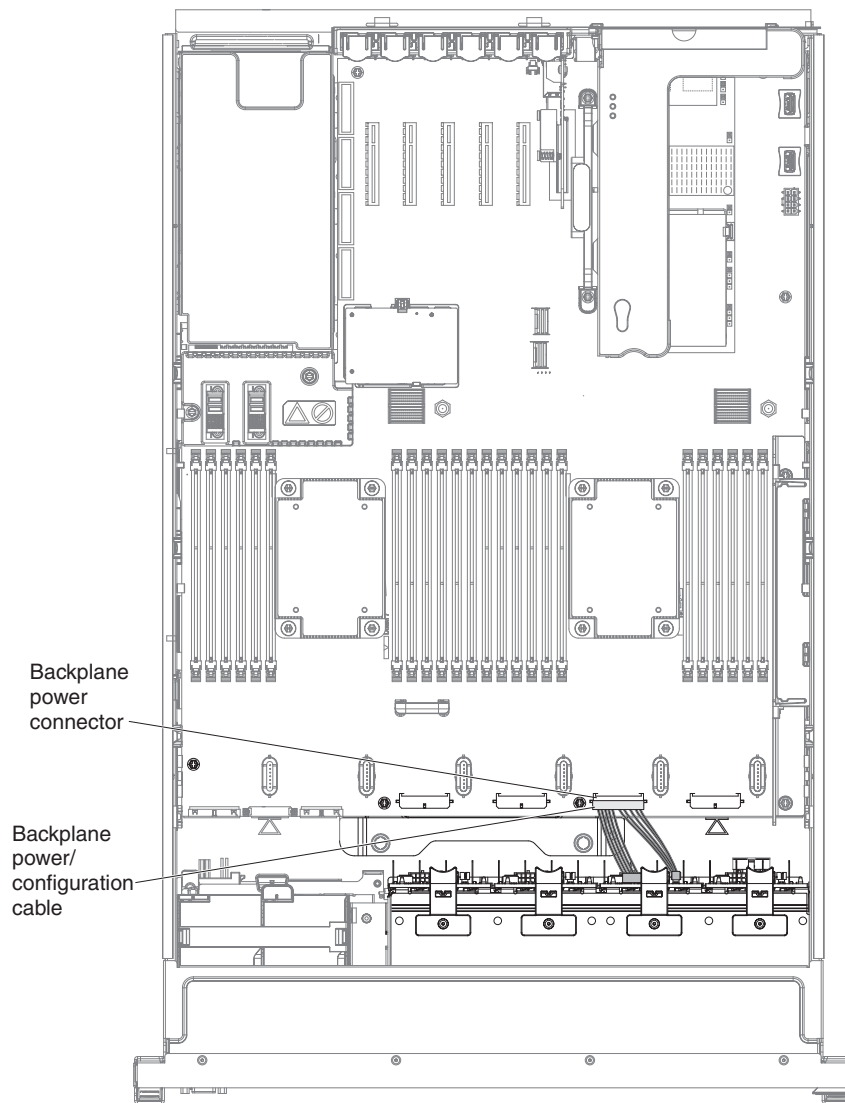 Backplane
power
connector
Backplane
power/
configuration
cable